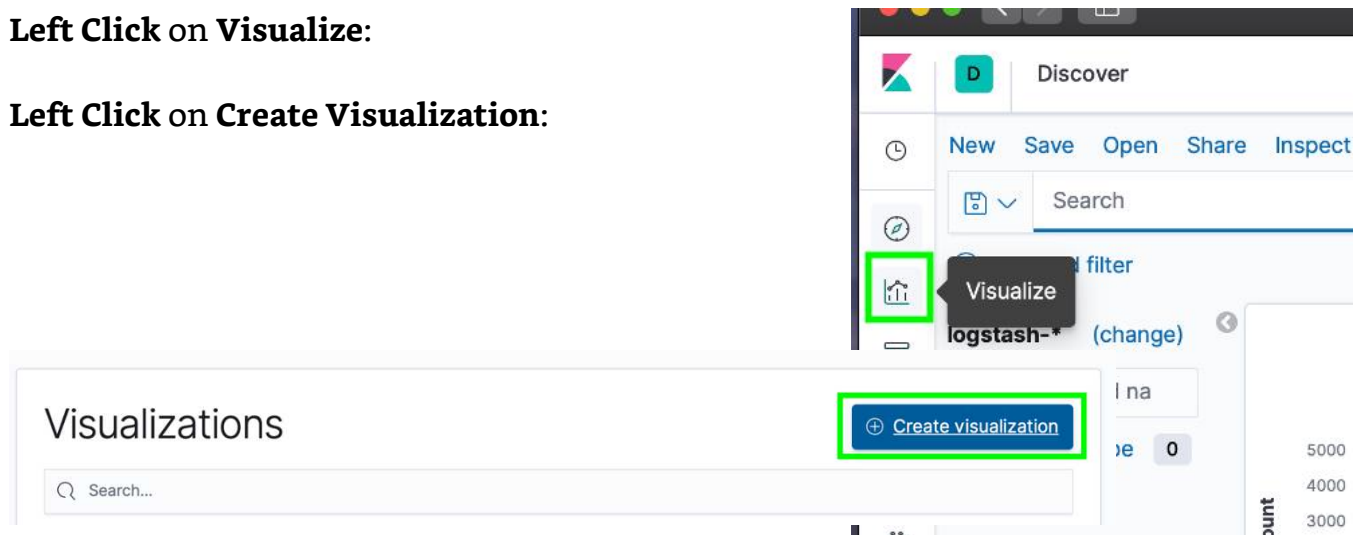 Left Click on Visualize:
Left Click on Create Visualization:
D Discover
New Save Open Share Inspect
Search
filter
Visualize
logstash-* (change)
na
0
5000
4000
3000
Visualizations
Create visualization
Search...